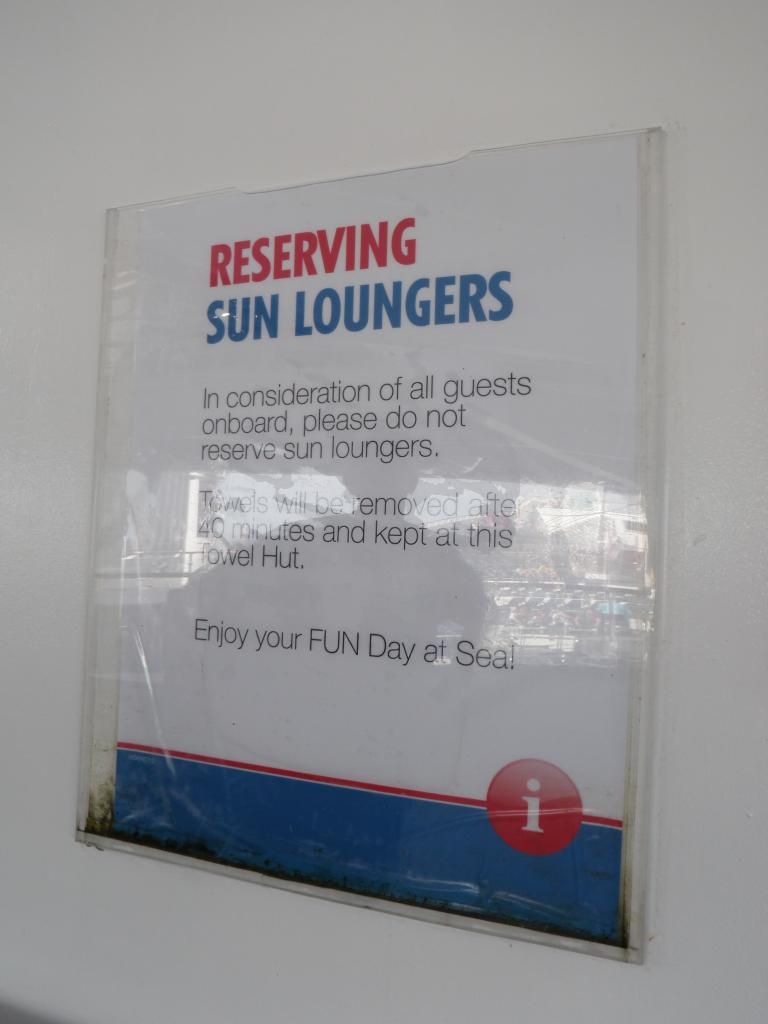 RESERVING
SUN LOUNGERS
In consideration of all guests
onboard, please do not
reserve sun loungers.
Towels will be removed after
40 minutes and kept at this
Towel Hut.
Enjoy your FUN Day at Sea!
i